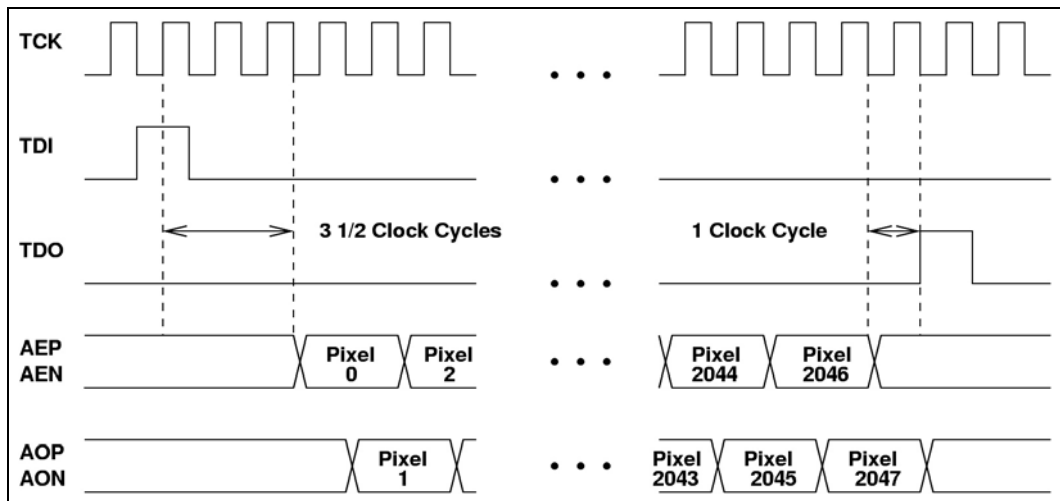 TCK
TDI
3 1/2 Clock Cycles
1 Clock Cycle
TDO
AEP
AEN
Pixel
0
Pixel
2
Pixel
2044
Pixel
2046
AOP
AON
Pixel
1
Pixel
2043
Pixel
2045
Pixel
2047